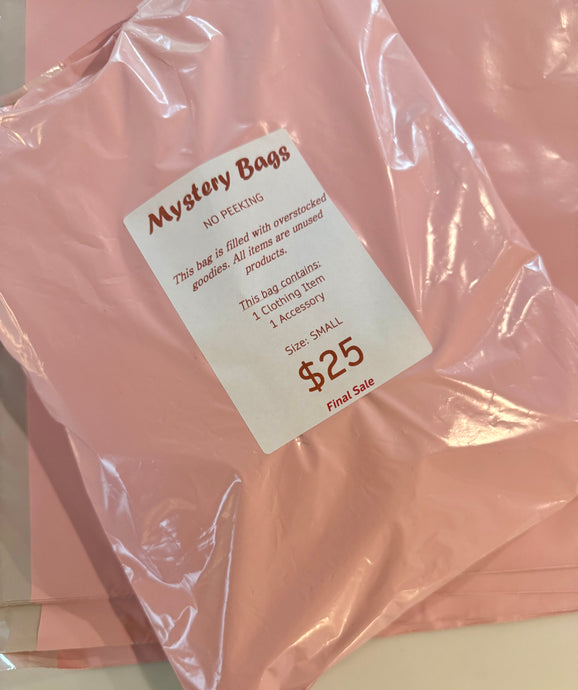 Mystery Bags
NO PEEKING
This bag is filled with overstocked
goodies. All items are unused
products.
This bag contains:
1 Clothing Item
1 Accessory
Size: SMALL
$25
Final Sale